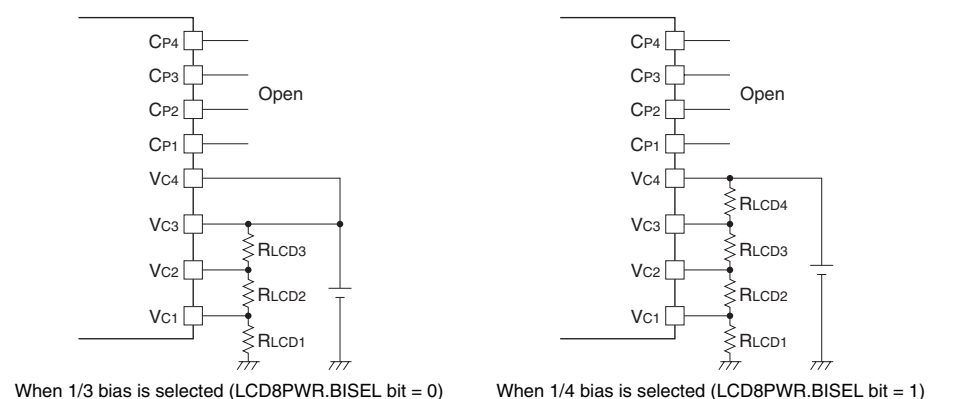 CP4
CP3
CP2
CP1
Open
VC4
VC3
VC2
VC1
RLCD3
RLCD2
RLCD1
When 1/3 bias is selected (LCD8PWR.BISEL bit = 0)
CP4
CP3
CP2
CP1
Open
VC4
VC3
VC2
VC1
RLCD4
RLCD3
RLCD2
RLCD1
When 1/4 bias is selected (LCD8PWR.BISEL bit = 1)